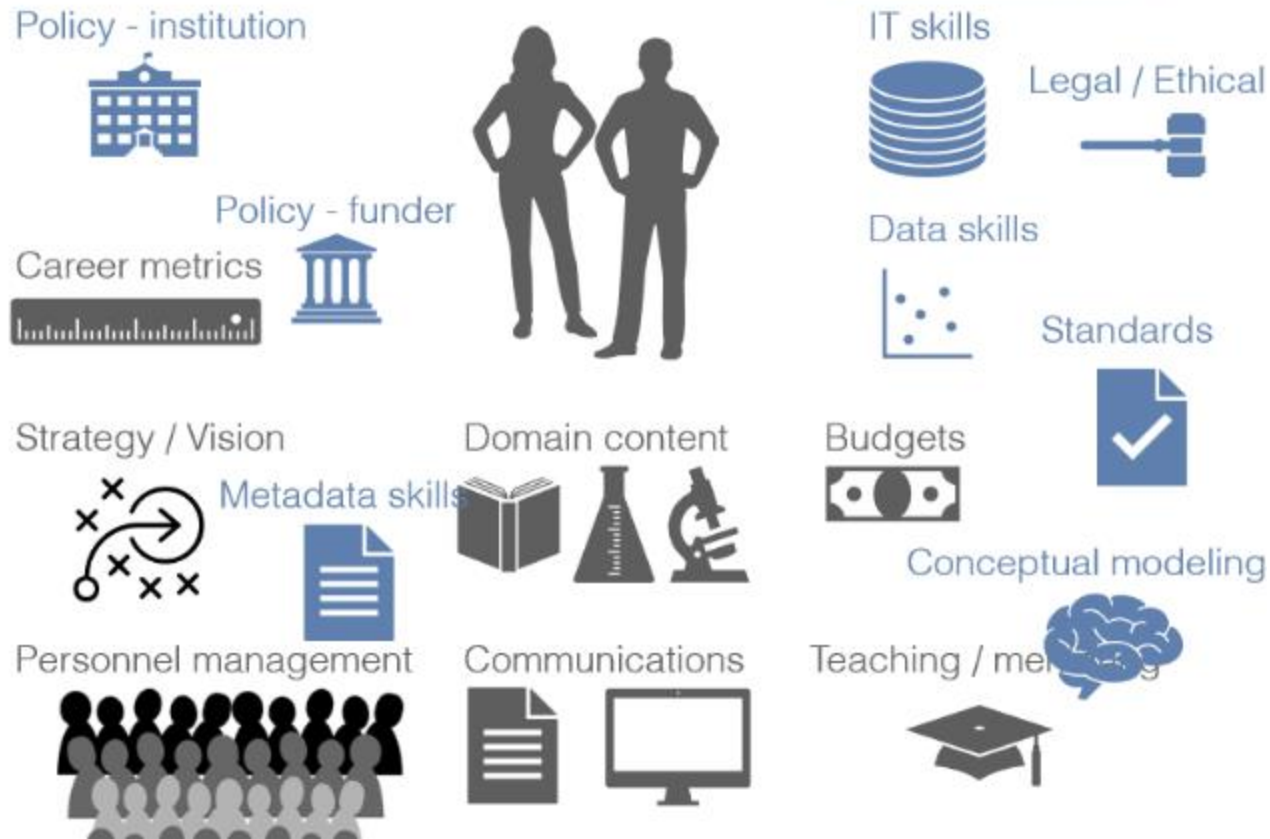 Policy - institution
IT skills
Legal / Ethical
Policy - funder
Data skills
Career metrics
Standards
Strategy / Vision
Domain content
Budgets
Metadata skills
Conceptual modeling
Personnel management
Communications
Teaching /